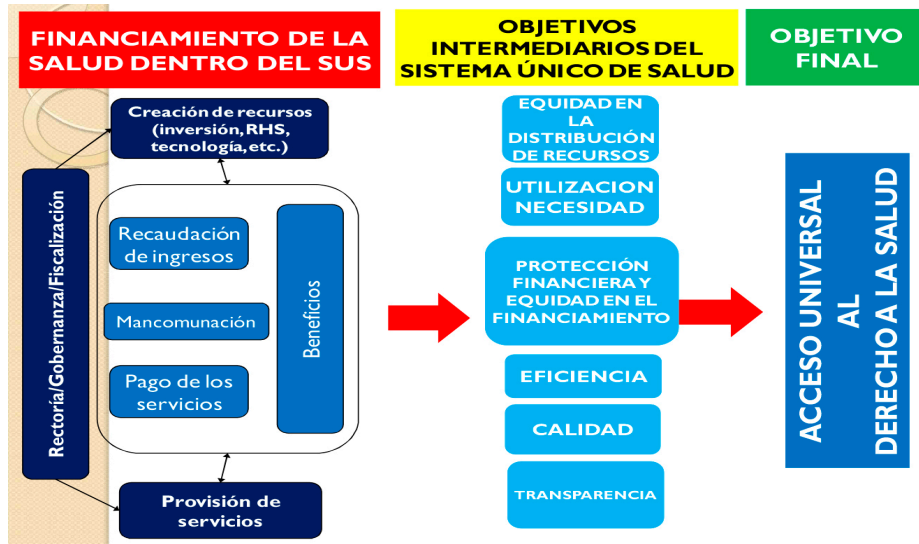 FINANCIAMIENTO DE LA
SALUD DENTRO DEL SUS
OBJETIVOS
INTERMEDIARIOS DEL
SISTEMA ÚNICO DE SALUD
OBJETIVO
FINAL
Creación de recursos
(inversión, RHS,
tecnología, etc.)
Rectoría/Gobernanza/Fiscalización
Recaudación
de ingresos
Mancomunación
Pago de los
servicios
Beneficios
Provisión de
servicios
EQUIDAD EN
LA
DISTRIBUCIÓN
DE RECURSOS
UTILIZACION
NECESIDAD
PROTECCIÓN
FINANCIERA Y
EQUIDAD EN EL
FINANCIAMIENTO
EFICIENCIA
CALIDAD
TRANSPARENCIA
ACCESO UNIVERSAL
AL
DERECHO A LA SALUD